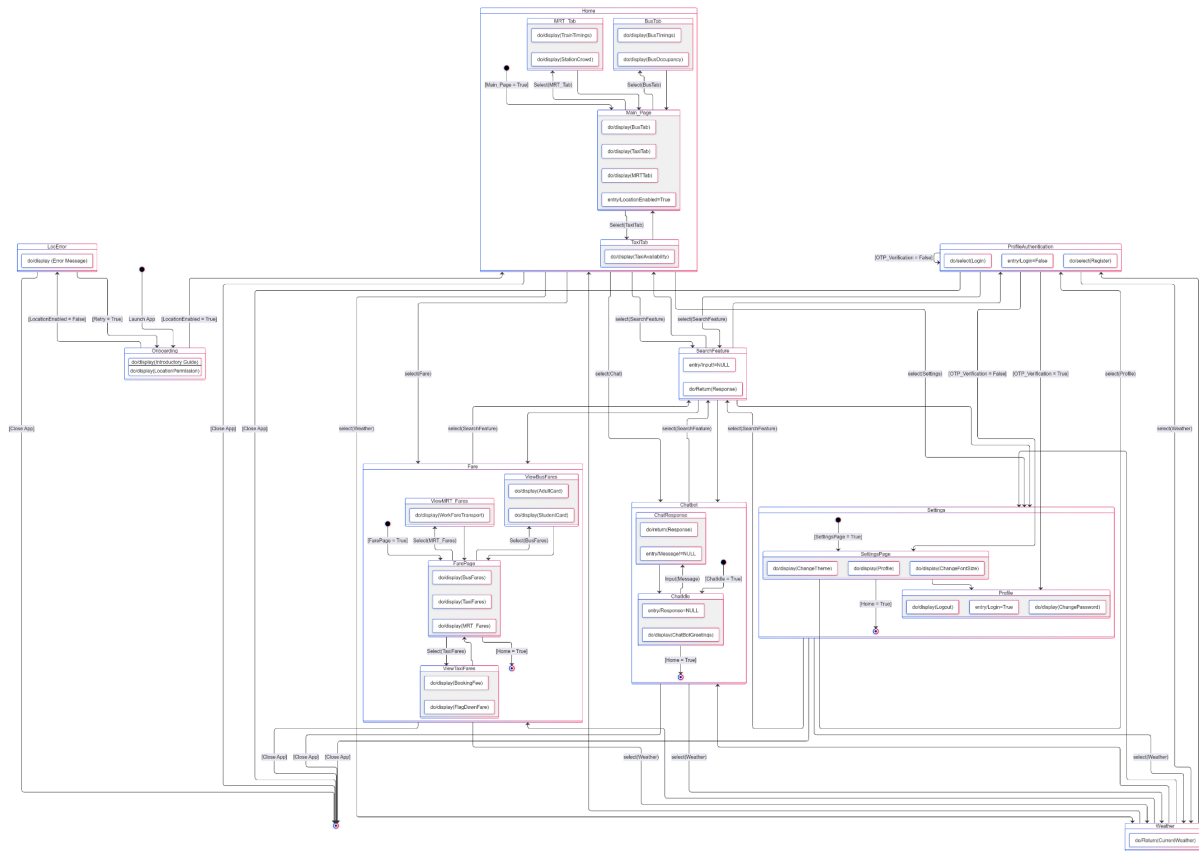 Home
MRT_Tab
do/display(TrainTimings)
do/display(StationCrowd)
BusTab
do/display(BusTimings)
do/display(BusOccupancy)
[Main_Page = True]
Select(MRT_Tab)
Select(BusTab)
Main_Page
do/display(BusTab)
do/display(TaxiTab)
do/display(MRTTab)
entry/LocationEnabled=True
Select(TaxiTab)
TaxiTab
do/display(TaxiAvailability)
LocError
do/display (Error Message)
ProfileAuthentication
do/select(Login)
entry/Login=False
do/select(Register)
[OTP_Verification = False]
[LocationEnabled = False]
[Retry = True]
Launch App
[LocationEnabled = True]
select(SearchFeature)
select(SearchFeature)
Onboarding
do/display(Introductory Guide)
do/display(LocationPermission)
SearchFeature
entry/Input!=NULL
do/Return(Response)
select(Fare)
select(Chat)
select(Settings)
[OTP_Verification = False]
[OTP_Verification = True]
select(Profile)
[Close App]
[Close App]
[Close App]
select(Weather)
select(SearchFeature)
select(SearchFeature)
select(SearchFeature)
select(Weather)
Fare
ViewBusFares
do/display(AdultCard)
do/display(StudentCard)
ViewMRT_Fares
do/display(WorkFareTransport)
[FarePage = True]
Select(MRT_Fares)
Select(BusFares)
FarePage
do/display(BusFares)
do/display(TaxiFares)
do/display(MRT_Fares)
Select(TaxiFares)
[Home = True]
ViewTaxiFares
do/display(BookingFee)
do/display(FlagDownFare)
Chatbot
ChatResponse
do/return(Response)
entry/Message!=NULL
Input(Message)
[ChatIdle = True]
ChatIdle
entry/Response=NULL
do/display(ChatBotGreetings)
[Home = True]
Settings
[SettingsPage = True]
SettingsPage
do/display(ChangeTheme)
do/display(Profile)
do/display(ChangeFontSize)
[Home = True]
Profile
do/display(Logout)
entry/Login=True
do/display(ChangePassword)
[Close App]
[Close App]
[Close App]
select(Weather)
select(Weather)
select(Weather)
Weather
do/Return(CurrentWeather)